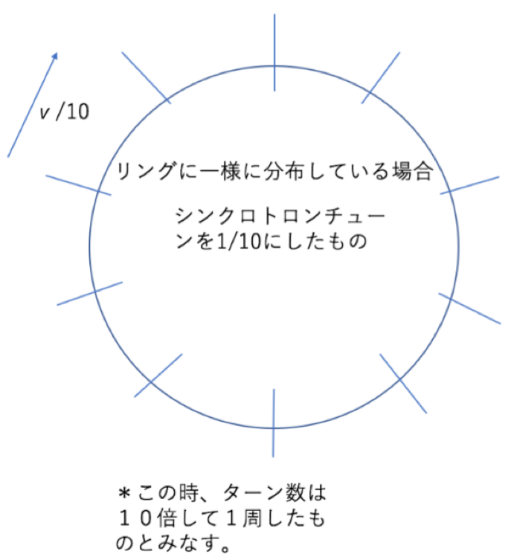 ν/10
リングに一様に分布している場合
シンクロトロンチュー
ンを1/10にしたもの
＊この時、ターン数は
１０倍して１周したも
のとみなす。